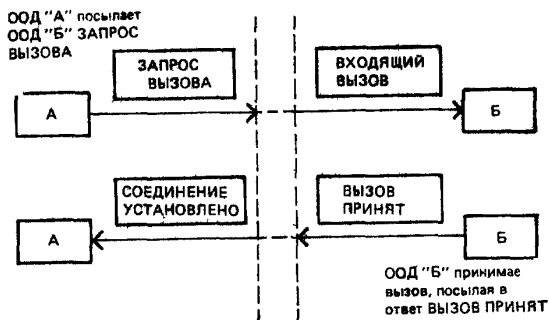 ООД "А" посылает
ООД "Б" ЗАПРОС
ВЫЗОВА
ЗАПРОС
ВЫЗОВА
ВХОДЯЩИЙ
ВЫЗОВ
А
Б
СОЕДИНЕНИЕ
УСТАНОВЛЕНО
ВЫЗОВ
ПРИНЯТ
А
Б
ООД "Б" принимае
вызов, посылая в
ответ ВЫЗОВ ПРИНЯТ